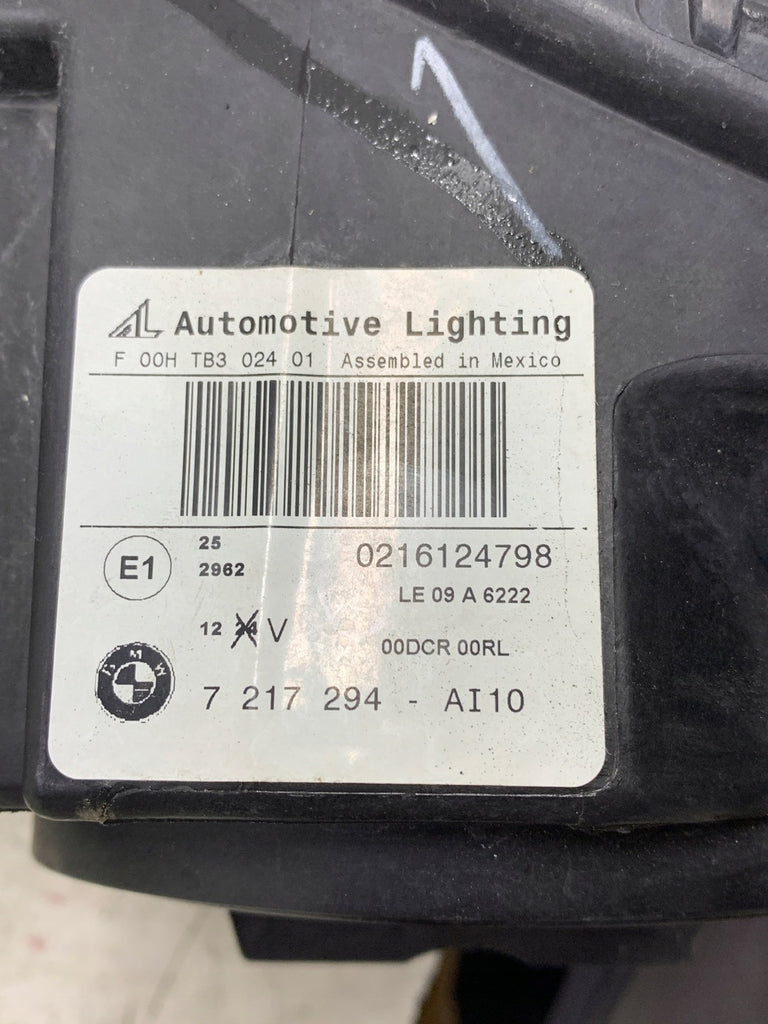 AL Automotive Lighting
F 00H TB3 024 01 Assembled in Mexico
E1
25
2962
0216124798
LE 09 A 6222
12 24 V
00DCR 00RL
BMW
7 217 294 - AI10